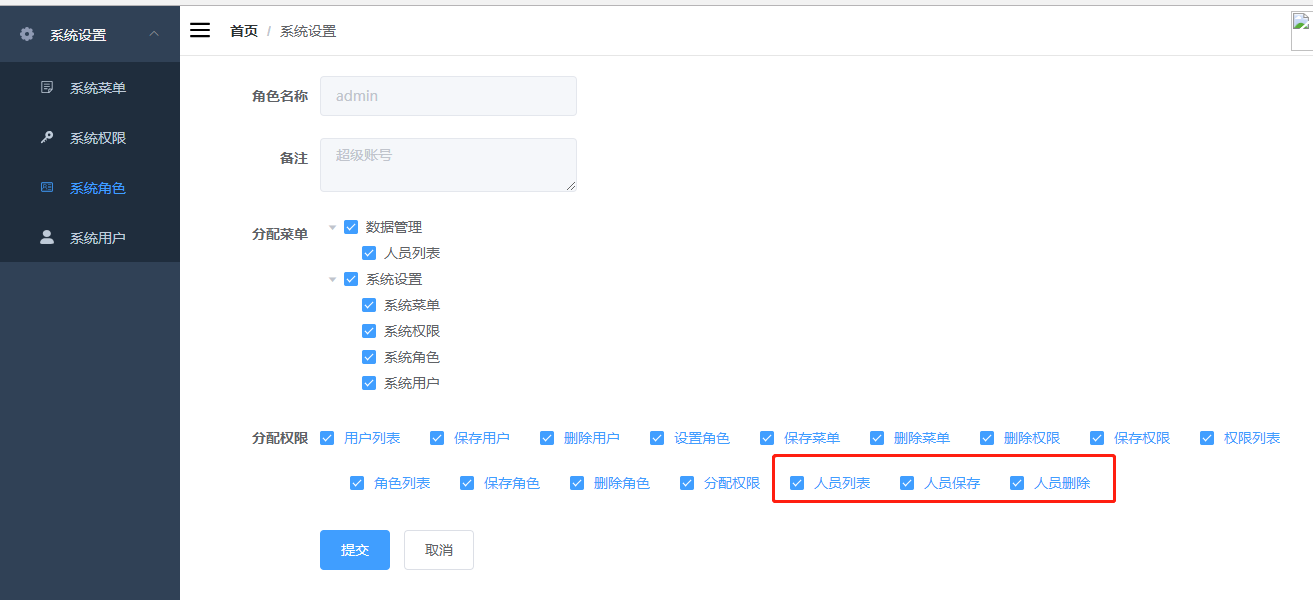 系统设置
首页 / 系统设置
系统菜单
系统权限
系统角色
系统用户
角色名称 admin
备注 超级账号
分配菜单
数据管理
人员列表
系统设置
系统菜单
系统权限
系统角色
系统用户
分配权限 用户列表 保存用户 删除用户 设置角色 保存菜单 删除菜单 删除权限 保存权限 权限列表
角色列表 保存角色 删除角色 分配权限 人员列表 人员保存 人员删除
提交 取消